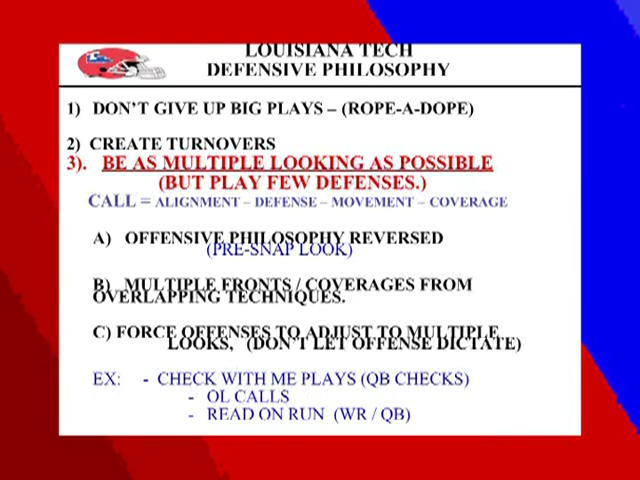 LOUISIANA TECH
DEFENSIVE PHILOSOPHY
1) DON'T GIVE UP BIG PLAYS – (ROPE-A-DOPE)
2) CREATE TURNOVERS
3). BE AS MULTIPLE LOOKING AS POSSIBLE
(BUT PLAY FEW DEFENSES.)
CALL = ALIGNMENT – DEFENSE – MOVEMENT – COVERAGE
A) OFFENSIVE PHILOSOPHY REVERSED
(PRE-SNAP LOOK)
B) MULTIPLE FRONTS / COVERAGES FROM
OVERLAPPING TECHNIQUES.
C) FORCE OFFENSES TO ADJUST TO MULTIPLE
LOOKS, (DON'T LET OFFENSE DICTATE)
EX: - CHECK WITH ME PLAYS (QB CHECKS)
- OL CALLS
- READ ON RUN (WR / QB)